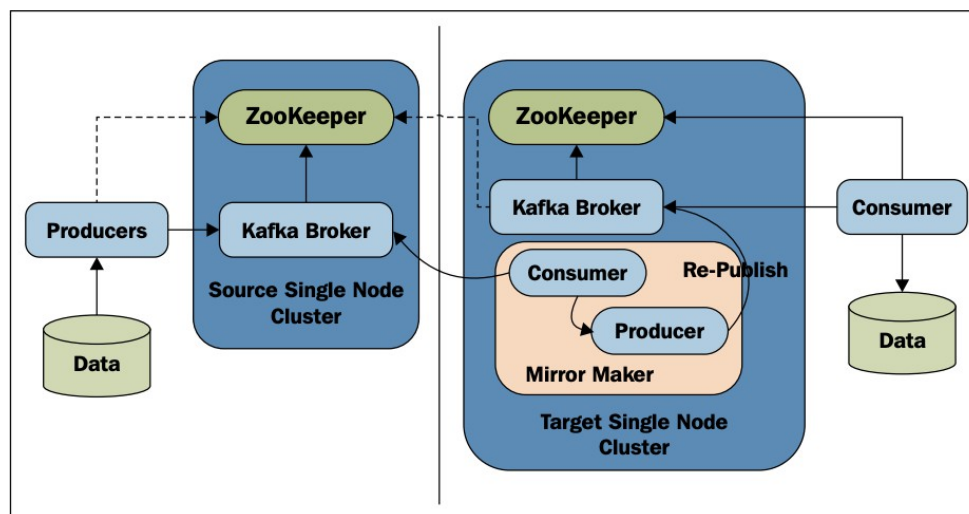 ZooKeeper
Producers
Kafka Broker
Source Single Node
Cluster
Data
ZooKeeper
Kafka Broker
Consumer
Re-Publish
Producer
Mirror Maker
Target Single Node
Cluster
Consumer
Data